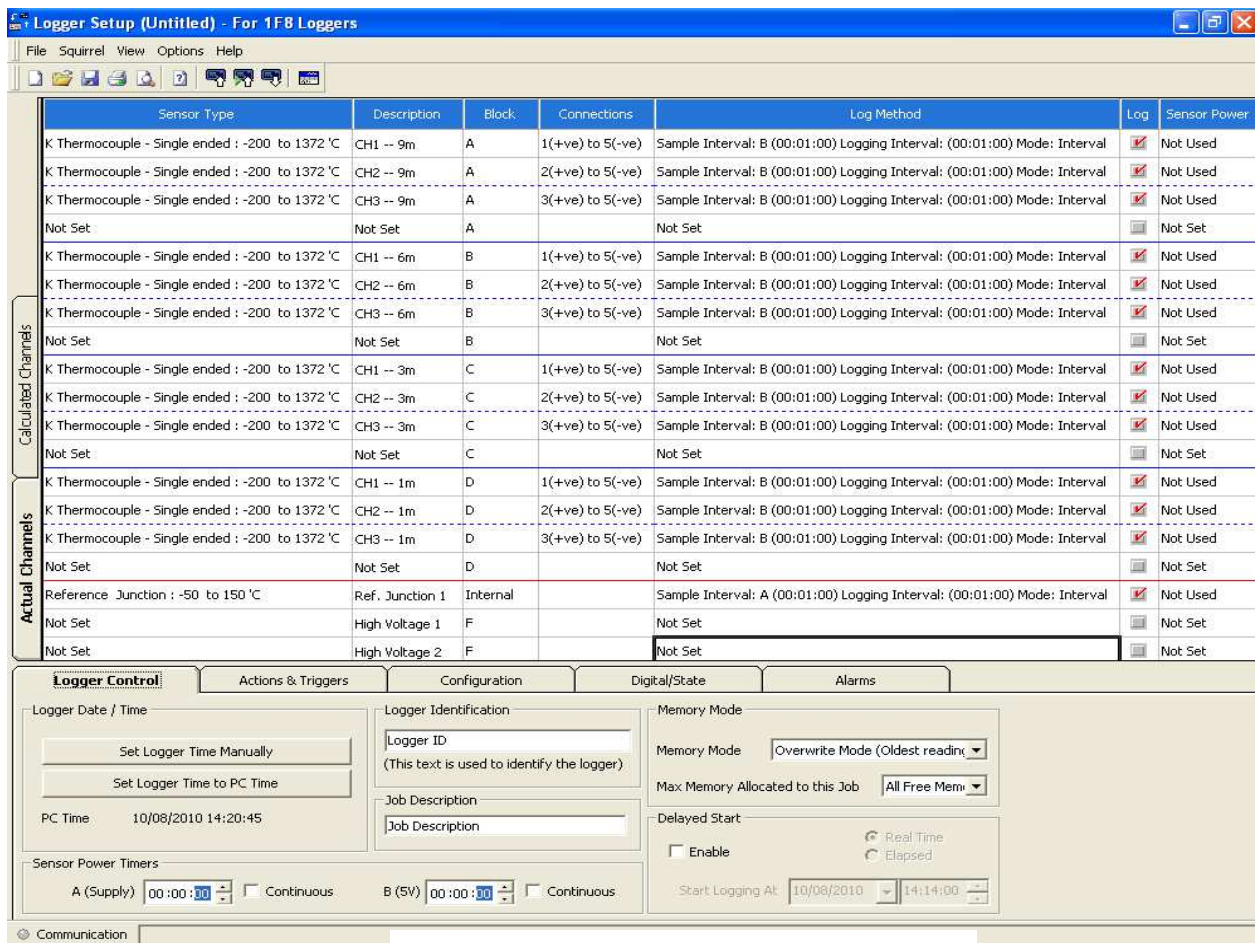 Logger Setup (Untitled) - For 1F8 Loggers
File Squirrel View Options Help
Sensor Type Description Block Connections Log Method Log Sensor Power
K Thermocouple - Single ended : -200 to 1372 'C CH1 -- 9m A 1(+ve) to 5(-ve) Sample Interval: B (00:01:00) Logging Interval: (00:01:00) Mode: Interval Not Used
K Thermocouple - Single ended : -200 to 1372 'C CH2 -- 9m A 2(+ve) to 5(-ve) Sample Interval: B (00:01:00) Logging Interval: (00:01:00) Mode: Interval Not Used
K Thermocouple - Single ended : -200 to 1372 'C CH3 -- 9m A 3(+ve) to 5(-ve) Sample Interval: B (00:01:00) Logging Interval: (00:01:00) Mode: Interval Not Used
Not Set Not Set A Not Set Not Set
K Thermocouple - Single ended : -200 to 1372 'C CH1 -- 6m B 1(+ve) to 5(-ve) Sample Interval: B (00:01:00) Logging Interval: (00:01:00) Mode: Interval Not Used
K Thermocouple - Single ended : -200 to 1372 'C CH2 -- 6m B 2(+ve) to 5(-ve) Sample Interval: B (00:01:00) Logging Interval: (00:01:00) Mode: Interval Not Used
K Thermocouple - Single ended : -200 to 1372 'C CH3 -- 6m B 3(+ve) to 5(-ve) Sample Interval: B (00:01:00) Logging Interval: (00:01:00) Mode: Interval Not Used
Not Set Not Set B Not Set Not Set
K Thermocouple - Single ended : -200 to 1372 'C CH1 -- 3m C 1(+ve) to 5(-ve) Sample Interval: B (00:01:00) Logging Interval: (00:01:00) Mode: Interval Not Used
K Thermocouple - Single ended : -200 to 1372 'C CH2 -- 3m C 2(+ve) to 5(-ve) Sample Interval: B (00:01:00) Logging Interval: (00:01:00) Mode: Interval Not Used
K Thermocouple - Single ended : -200 to 1372 'C CH3 -- 3m C 3(+ve) to 5(-ve) Sample Interval: B (00:01:00) Logging Interval: (00:01:00) Mode: Interval Not Used
Not Set Not Set C Not Set Not Set
K Thermocouple - Single ended : -200 to 1372 'C CH1 -- 1m D 1(+ve) to 5(-ve) Sample Interval: B (00:01:00) Logging Interval: (00:01:00) Mode: Interval Not Used
K Thermocouple - Single ended : -200 to 1372 'C CH2 -- 1m D 2(+ve) to 5(-ve) Sample Interval: B (00:01:00) Logging Interval: (00:01:00) Mode: Interval Not Used
K Thermocouple - Single ended : -200 to 1372 'C CH3 -- 1m D 3(+ve) to 5(-ve) Sample Interval: B (00:01:00) Logging Interval: (00:01:00) Mode: Interval Not Used
Not Set Not Set D Not Set Not Set
Reference Junction : -50 to 150 'C Ref. Junction 1 Internal Sample Interval: A (00:01:00) Logging Interval: (00:01:00) Mode: Interval Not Used
Not Set High Voltage 1 F Not Set Not Set
Not Set High Voltage 2 F Not Set Not Set
Calculated Channels
Actual Channels
Logger Control Actions & Triggers Configuration Digital/State Alarms
Logger Date / Time
Set Logger Time Manually
Set Logger Time to PC Time
PC Time 10/08/2010 14:20:45
Logger Identification
Logger ID
(This text is used to identify the logger)
Job Description
Job Description
Memory Mode
Memory Mode Overwrite Mode (Oldest reading
Max Memory Allocated to this Job All Free Mem
Delayed Start
Enable
Real Time
Elapsed
Start Logging At 10/08/2010 14:14:00
Sensor Power Timers
A (Supply) 00:00:00 Continuous B (5V) 00:00:00 Continuous
Communication